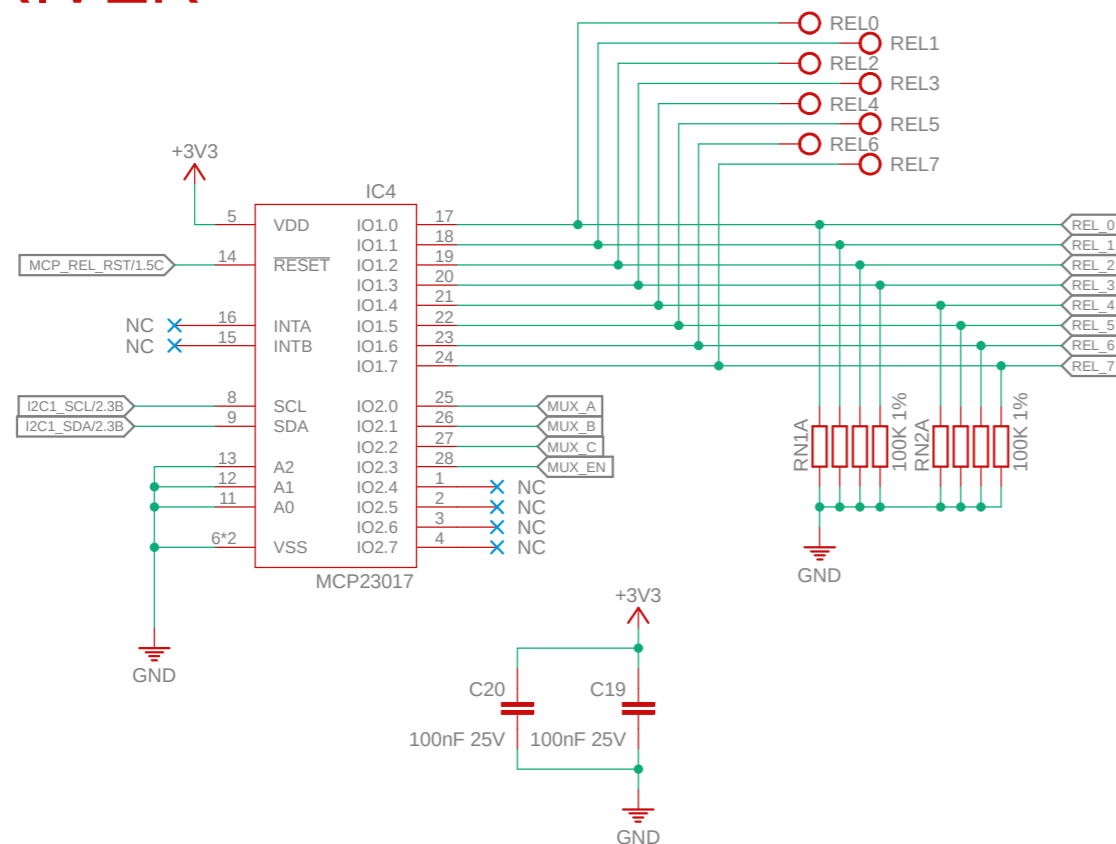 REL0
REL1
REL2
REL3
REL4
REL5
REL6
REL7
+3V3
IC4
5 VDD IO1.0 17 REL_0
IO1.1 18 REL_1
MCP_REL_RST/1.5C 14 RESET IO1.2 19 REL_2
IO1.3 20 REL_3
IO1.4 21 REL_4
NC 16 INTA IO1.5 22 REL_5
NC 15 INTB IO1.6 23 REL_6
IO1.7 24 REL_7
I2C1_SCL/2.3B 8 SCL IO2.0 25 MUX_A
I2C1_SDA/2.3B 9 SDA IO2.1 26 MUX_B
IO2.2 27 MUX_C
13 A2 IO2.3 28 MUX_EN
12 A1 IO2.4 1 NC
11 A0 IO2.5 2 NC
IO2.6 3 NC
6*2 VSS IO2.7 4 NC
MCP23017
RN1A
100K 1%
RN2A
100K 1%
GND
GND
+3V3
C20 C19
100nF 25V 100nF 25V
GND